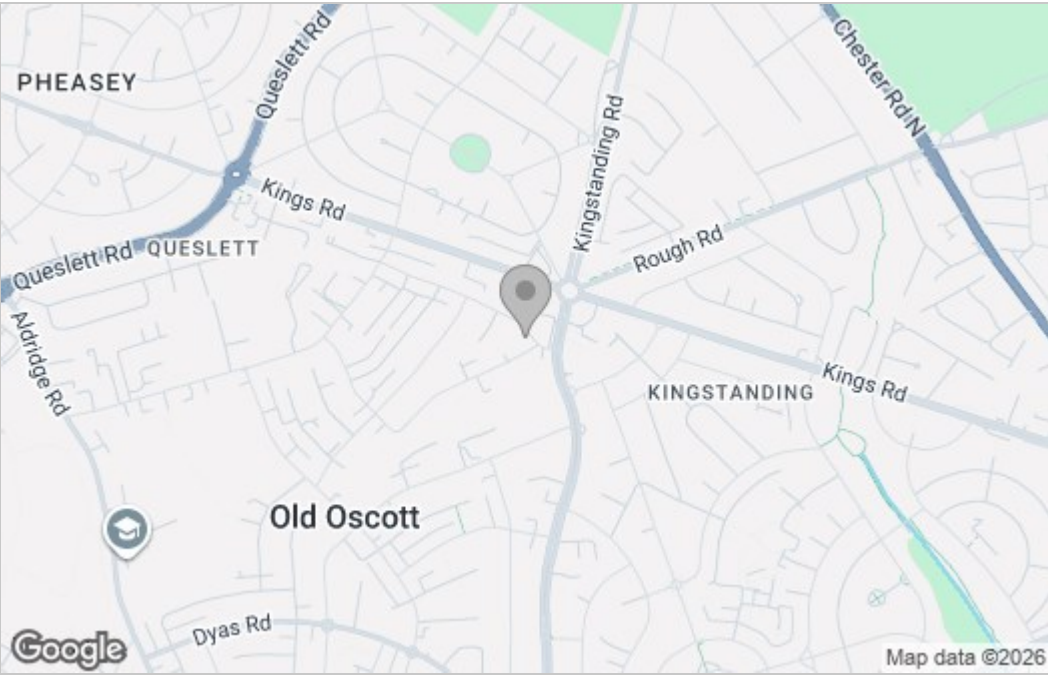 Queslett Rd
Chester Rd N
PHEASEY
Kingstanding Rd
Kings Rd
Rough Rd
QUESLETT
Queslett Rd
Aldridge Rd
Kings Rd
KINGSTANDING
Old Oscott
Dyas Rd
Google
Map data ©2026